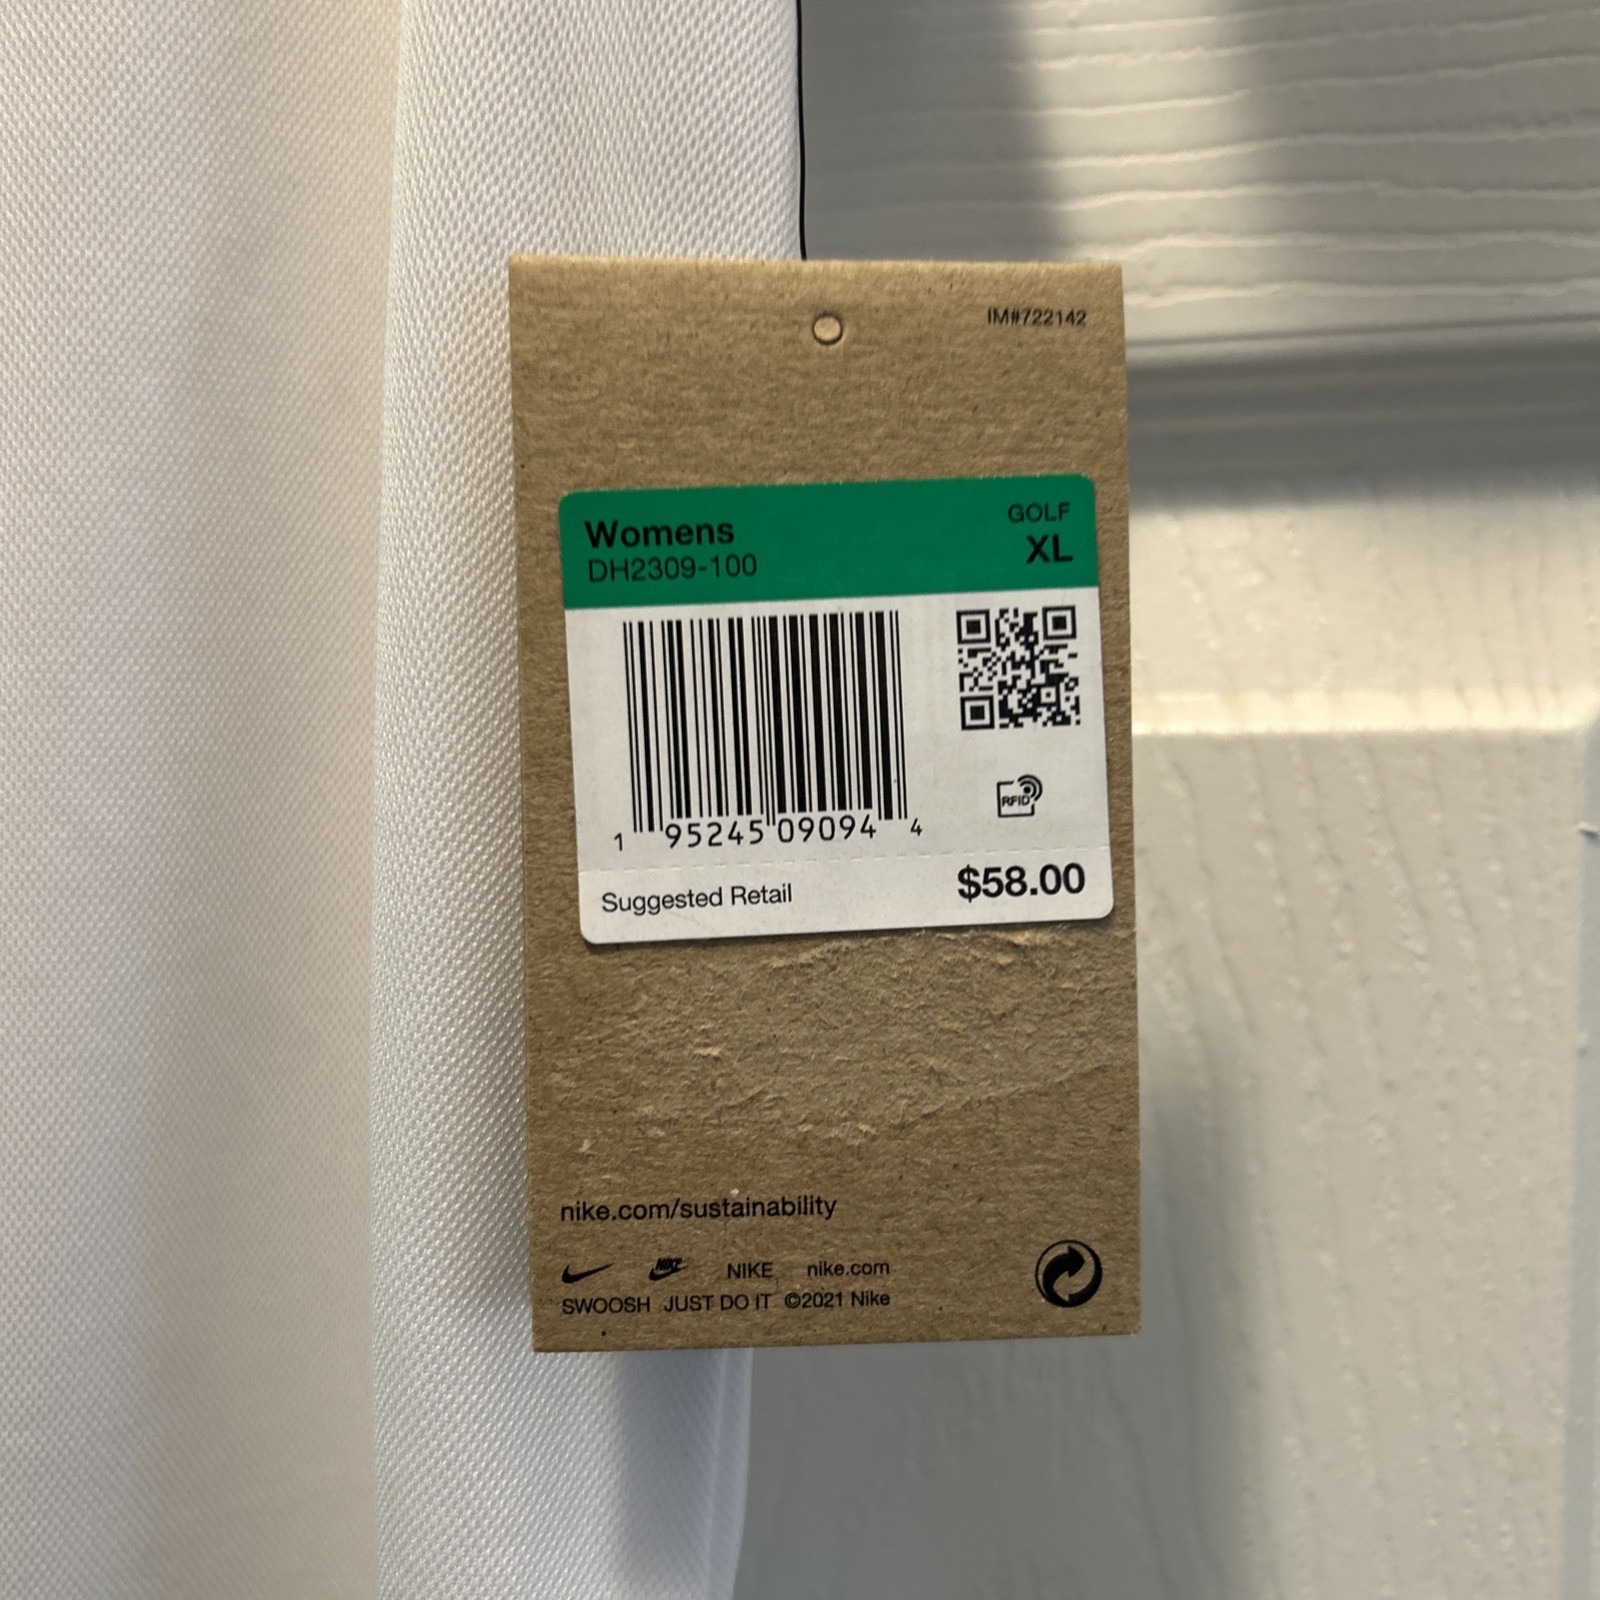 IM#722142
Womens
GOLF
DH2309-100
XL
RFID
1 95245 09094 4
Suggested Retail $58.00
nike.com/sustainability
NIKE NIKE nike.com
SWOOSH JUST DO IT ©2021 Nike